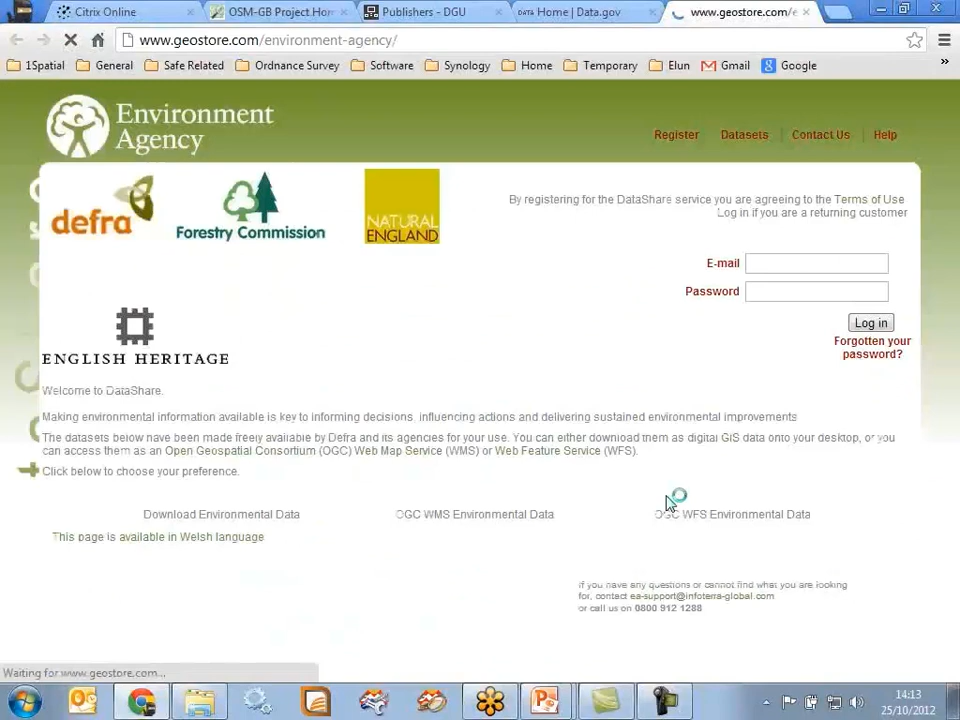 Citrix Online
OSM-GB Project Hom
Publishers - DGU
DATA Home | Data.gov
www.geostore.com/e
www.geostore.com/environment-agency/
1Spatial
General
Safe Related
Ordnance Survey
Software
Synology
Home
Temporary
Elun
Gmail
Google
»
Environment
Agency
Register
Datasets
Contact Us
Help
defra
Forestry Commission
NATURAL
ENGLAND
By registering for the DataShare service you are agreeing to the Terms of Use
Log in if you are a returning customer
E-mail
Password
Log in
Forgotten your
password?
ENGLISH HERITAGE
Welcome to DataShare.
Making environmental information available is key to informing decisions, influencing actions and delivering sustained environmental improvements
The datasets below have been made freely available by Defra and its agencies for your use. You can either download them as digital GIS data onto your desktop, or you
can access them as an Open Geospatial Consortium (OGC) Web Map Service (WMS) or Web Feature Service (WFS).
Click below to choose your preference.
Download Environmental Data
OGC WMS Environmental Data
OGC WFS Environmental Data
This page is available in Welsh language
If you have any questions or cannot find what you are looking
for, contact ea-support@infoterra-global.com
or call us on 0800 912 1288
Waiting for www.geostore.com...
14:13
25/10/2012